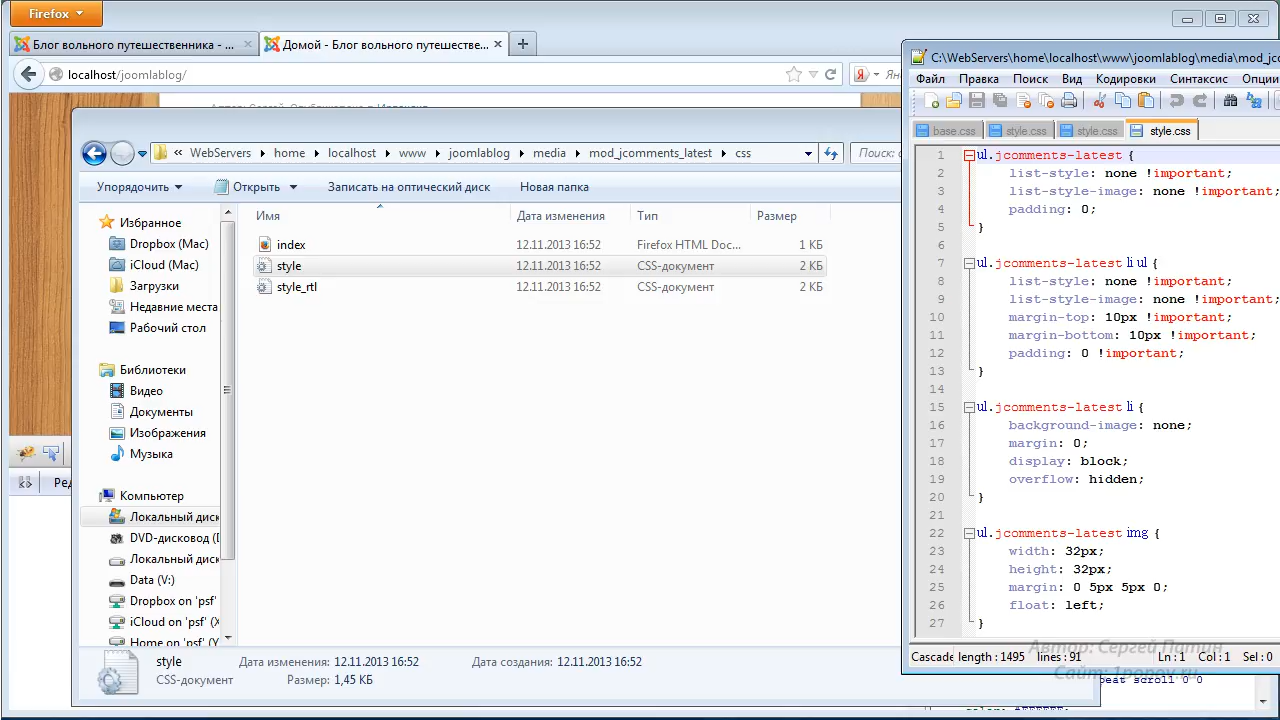 Firefox
Блог вольного путешественника - ...
Домой - Блог вольного путешестве...
localhost/joomlablog/
WebServers
home
localhost
www
joomlablog
media
mod_jcomments_latest
css
Поиск: c
Упорядочить
Открыть
Записать на оптический диск
Новая папка
Избранное
Dropbox (Mac)
iCloud (Mac)
Загрузки
Недавние места
Рабочий стол
Библиотеки
Видео
Документы
Изображения
Музыка
Компьютер
Локальный диск
DVD-дисковод (
Локальный диск
Data (V:)
Dropbox on 'psf'
iCloud on 'psf' (
Home on 'psf' (
Имя
Дата изменения
Тип
Размер
index 12.11.2013 16:52 Firefox HTML Doc... 1 КБ
style 12.11.2013 16:52 CSS-документ 2 КБ
style_rtl 12.11.2013 16:52 CSS-документ 2 КБ
style
Дата изменения: 12.11.2013 16:52
Дата создания: 12.11.2013 16:52
CSS-документ
Размер: 1,45 КБ
C:\WebServers\home\localhost\www\joomlablog\media\mod_jco
Файл Правка Поиск Вид Кодировки Синтаксис Опции
base.css
style.css
style.css
style.css
1 ul.jcomments-latest {
2 list-style: none !important;
3 list-style-image: none !important;
4 padding: 0;
5 }
6
7 ul.jcomments-latest li ul {
8 list-style: none !important;
9 list-style-image: none !important;
10 margin-top: 10px !important;
11 margin-bottom: 10px !important;
12 padding: 0 !important;
13 }
14
15 ul.jcomments-latest li {
16 background-image: none;
17 margin: 0;
18 display: block;
19 overflow: hidden;
20 }
21
22 ul.jcomments-latest img {
23 width: 32px;
24 height: 32px;
25 margin: 0 5px 5px 0;
26 float: left;
27 }
Cascade length : 1495 lines : 91 Ln : 1 Col : 1 Sel : 0
Автор: Сергей Патин
Сайт: 1popov.ru
eat scroll 0 0